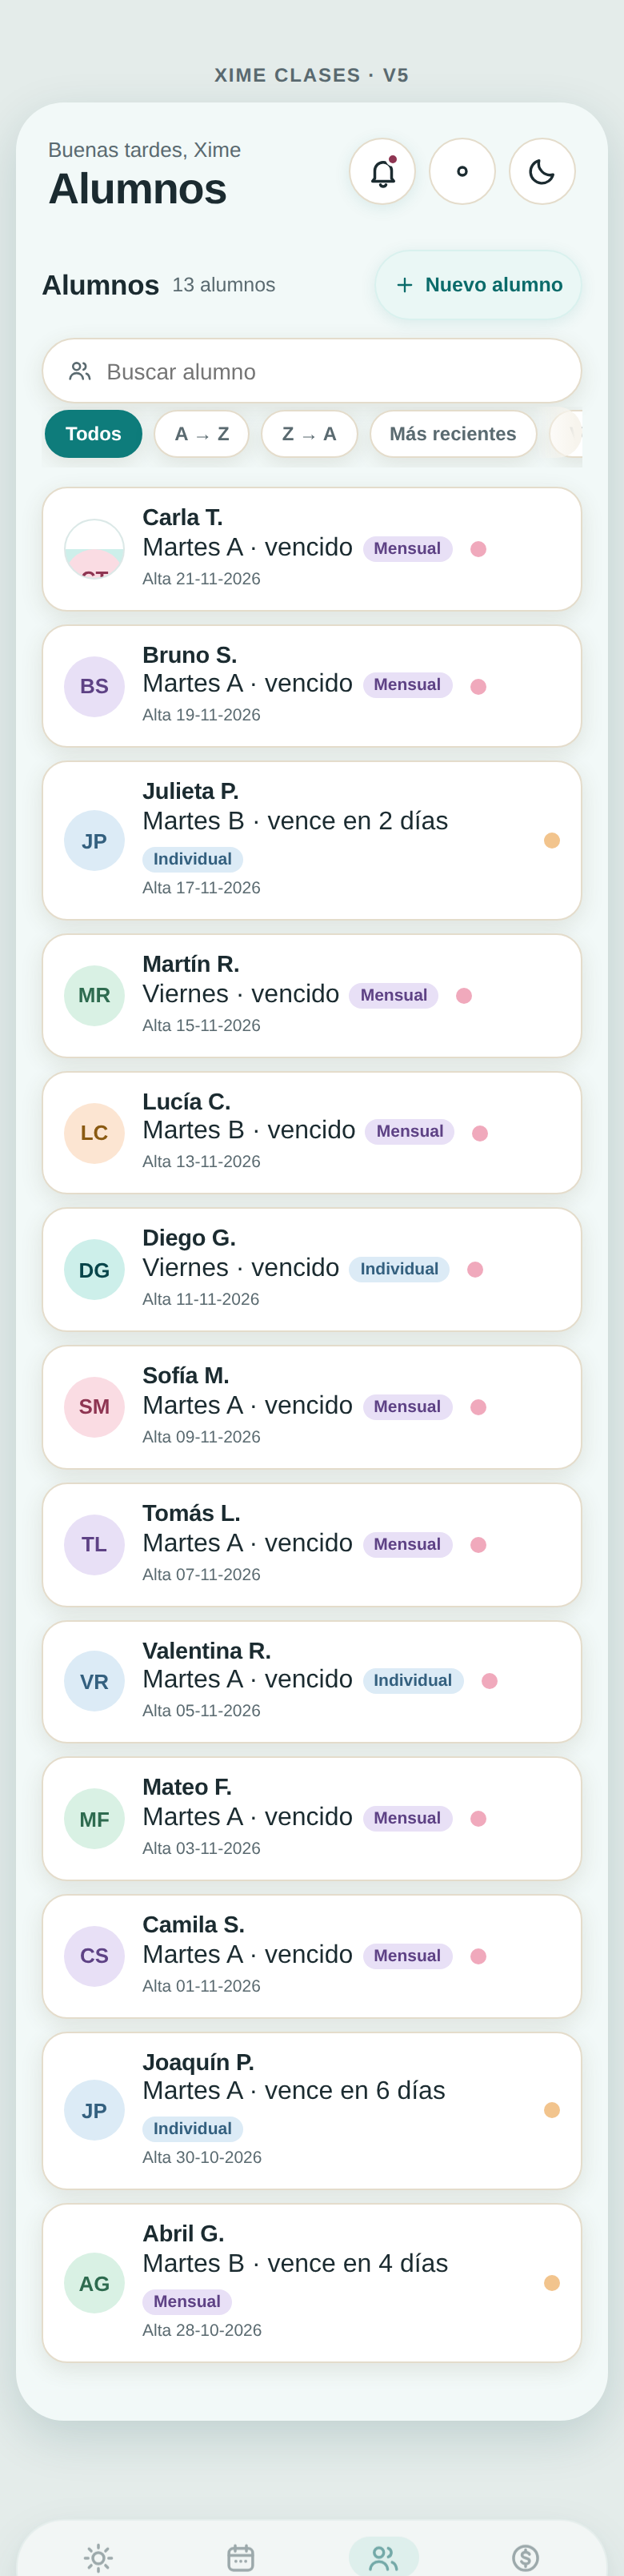 XIME CLASES · V5
Buenas tardes, Xime
Alumnos
Alumnos 13 alumnos
+ Nuevo alumno
Buscar alumno
Todos A → Z Z → A Más recientes
Carla T.
Martes A · vencido Mensual
Alta 21-11-2026
BS
Bruno S.
Martes A · vencido Mensual
Alta 19-11-2026
JP
Julieta P.
Martes B · vence en 2 días
Individual
Alta 17-11-2026
MR
Martín R.
Viernes · vencido Mensual
Alta 15-11-2026
LC
Lucía C.
Martes B · vencido Mensual
Alta 13-11-2026
DG
Diego G.
Viernes · vencido Individual
Alta 11-11-2026
SM
Sofía M.
Martes A · vencido Mensual
Alta 09-11-2026
TL
Tomás L.
Martes A · vencido Mensual
Alta 07-11-2026
VR
Valentina R.
Martes A · vencido Individual
Alta 05-11-2026
MF
Mateo F.
Martes A · vencido Mensual
Alta 03-11-2026
CS
Camila S.
Martes A · vencido Mensual
Alta 01-11-2026
JP
Joaquín P.
Martes A · vence en 6 días
Individual
Alta 30-10-2026
AG
Abril G.
Martes B · vence en 4 días
Mensual
Alta 28-10-2026